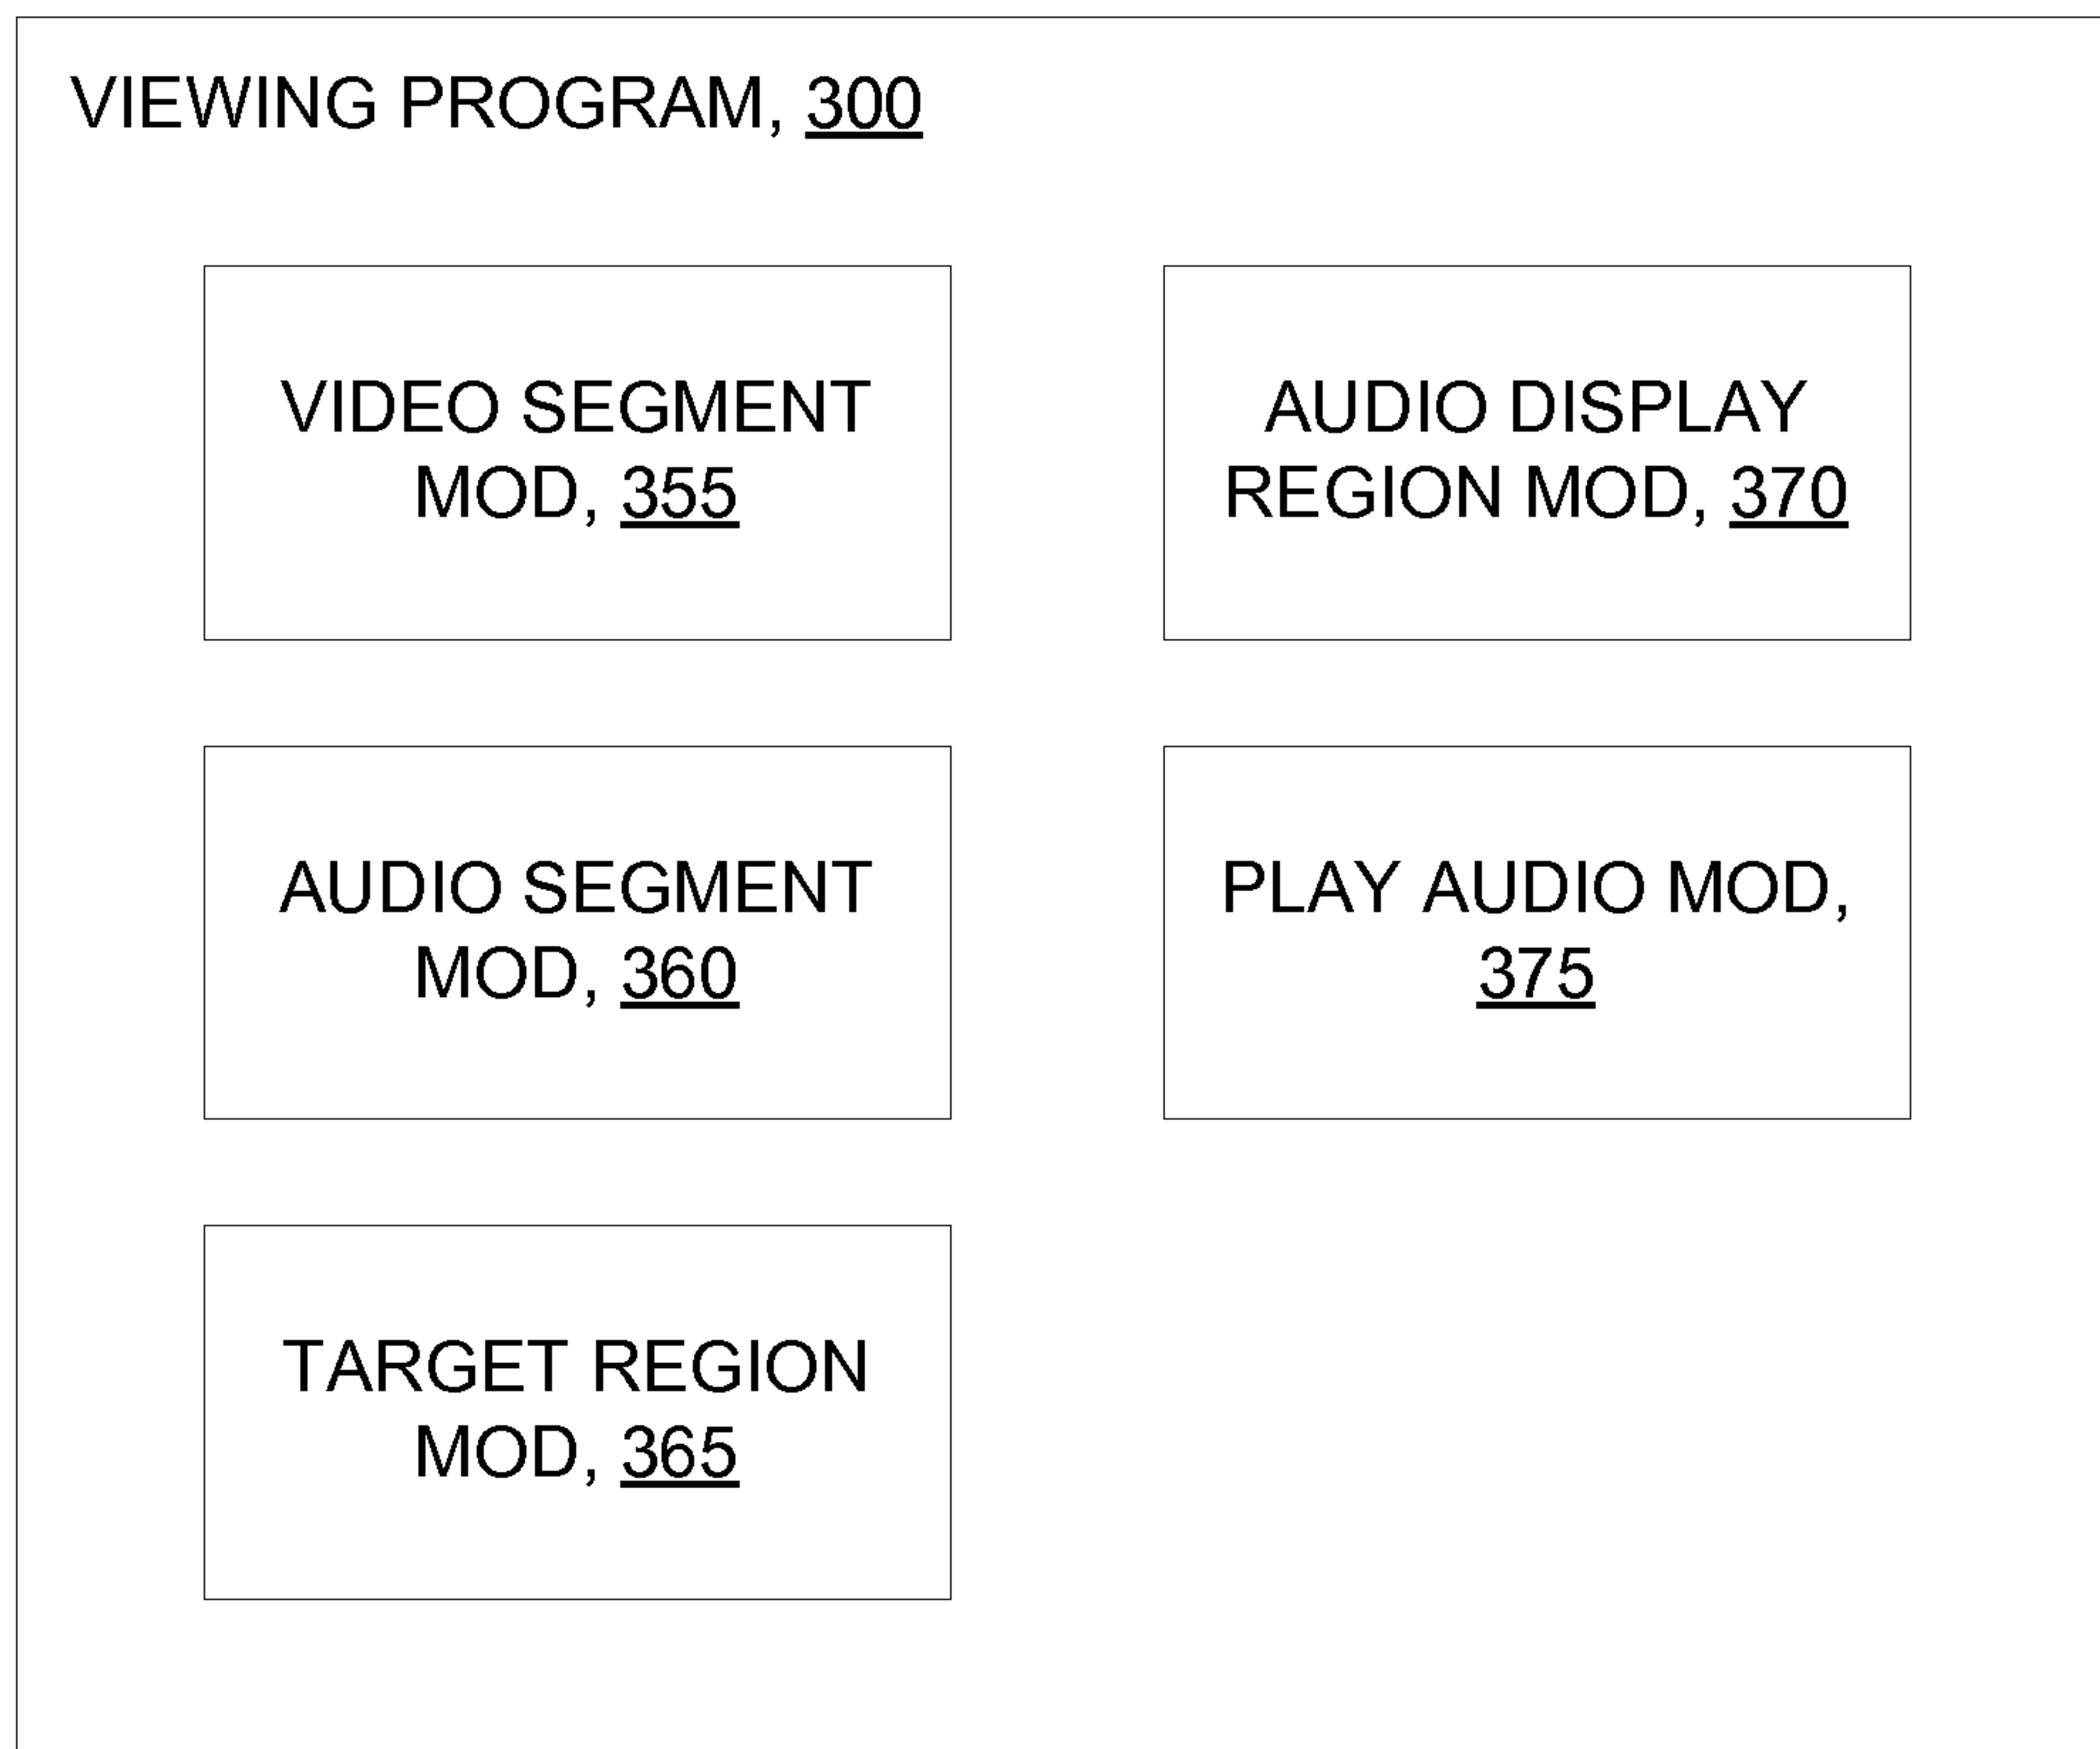 VIEWING PROGRAM, 300
VIDEO SEGMENT
MOD, 355
AUDIO DISPLAY
REGION MOD, 370
AUDIO SEGMENT
MOD, 360
PLAY AUDIO MOD,
375
TARGET REGION
MOD, 365